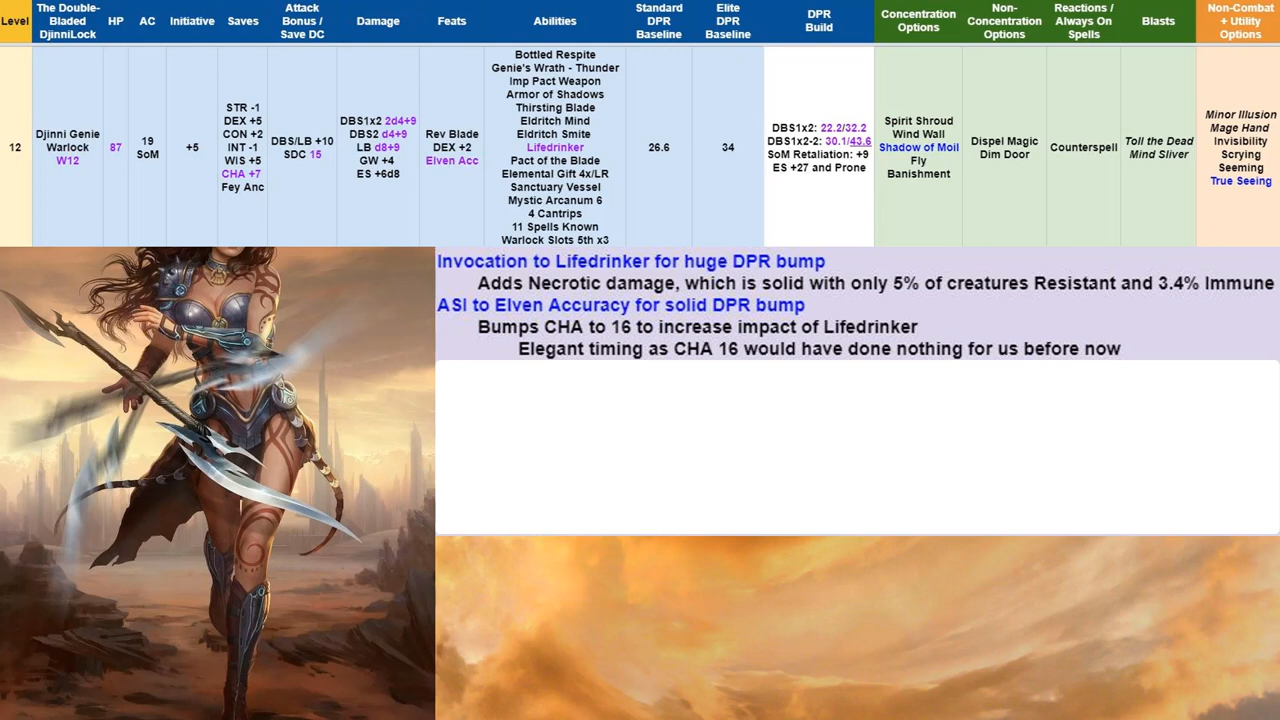 Level
The Double-
Bladed
DjinniLock
HP
AC
Initiative
Saves
Attack
Bonus /
Save DC
Damage
Feats
Abilities
Standard
DPR
Baseline
Elite
DPR
Baseline
DPR
Build
Concentration
Options
Non-
Concentration
Options
Reactions /
Always On
Spells
Blasts
Non-Combat
+ Utility
Options
12
Djinni Genie
Warlock
W12
87
19
SoM
+5
STR -1
DEX +5
CON +2
INT -1
WIS +5
CHA +7
Fey Anc
DBS/LB +10
SDC 15
DBS1x2 2d4+9
DBS2 d4+9
LB d8+9
GW +4
ES +6d8
Rev Blade
DEX +2
Elven Acc
Bottled Respite
Genie's Wrath - Thunder
Imp Pact Weapon
Armor of Shadows
Thirsting Blade
Eldritch Mind
Eldritch Smite
Lifedrinker
Pact of the Blade
Elemental Gift 4x/LR
Sanctuary Vessel
Mystic Arcanum 6
4 Cantrips
11 Spells Known
Warlock Slots 5th x3
26.6
34
DBS1x2: 22.2/32.2
DBS1x2-2: 30.1/43.6
SoM Retaliation: +9
ES +27 and Prone
Spirit Shroud
Wind Wall
Shadow of Moil
Fly
Banishment
Dispel Magic
Dim Door
Counterspell
Toll the Dead
Mind Sliver
Minor Illusion
Mage Hand
Invisibility
Scrying
Seeming
True Seeing
Invocation to Lifedrinker for huge DPR bump
Adds Necrotic damage, which is solid with only 5% of creatures Resistant and 3.4% Immune
ASI to Elven Accuracy for solid DPR bump
Bumps CHA to 16 to increase impact of Lifedrinker
Elegant timing as CHA 16 would have done nothing for us before now